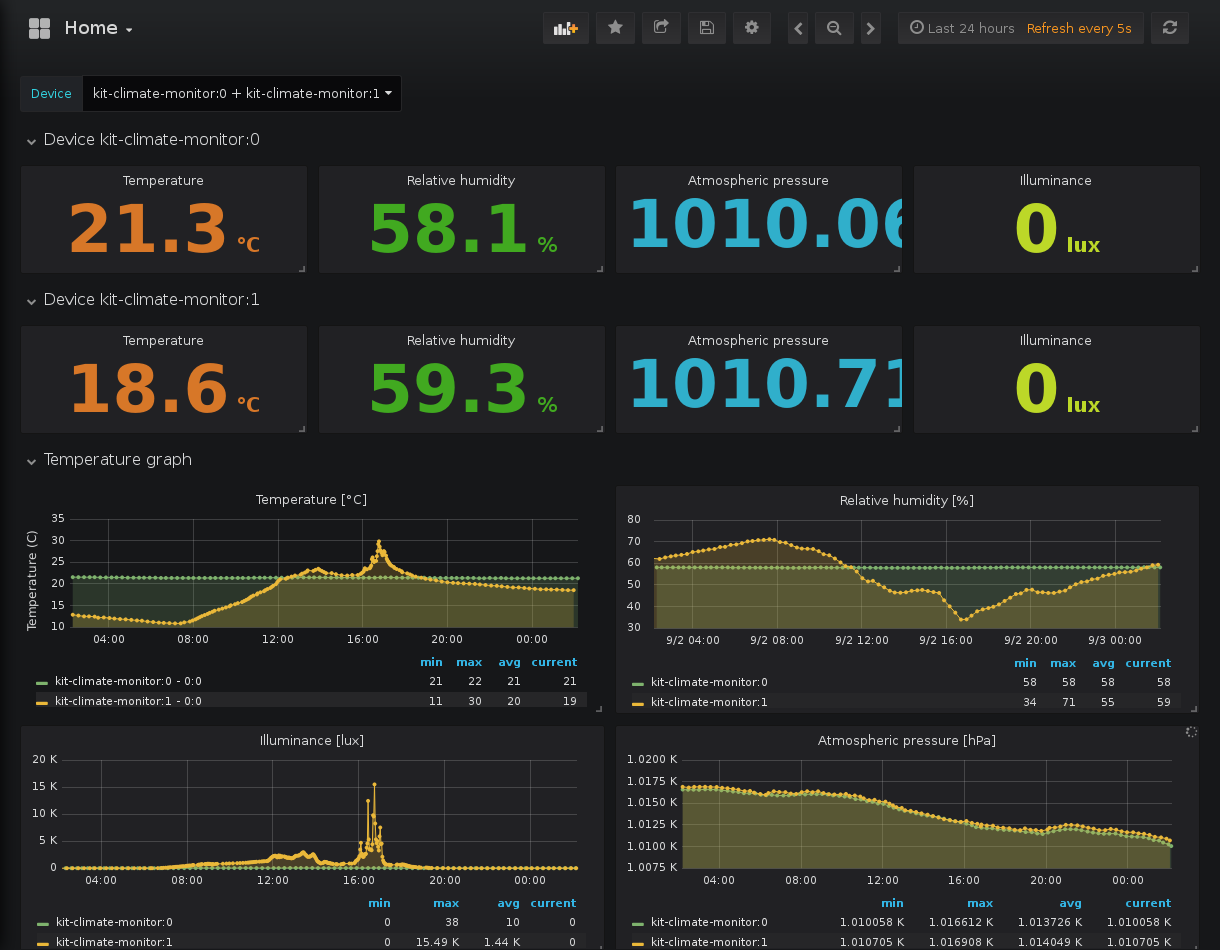 Home
Last 24 hours Refresh every 5s
Device kit-climate-monitor:0 + kit-climate-monitor:1
Device kit-climate-monitor:0
Temperature Relative humidity Atmospheric pressure Illuminance
21.3 °C 58.1 % 1010.06 0 lux
Device kit-climate-monitor:1
Temperature Relative humidity Atmospheric pressure Illuminance
18.6 °C 59.3 % 1010.71 0 lux
Temperature graph
Temperature [°C]
Temperature (C)
35
30
25
20
15
10
04:00 08:00 12:00 16:00 20:00 00:00
min max avg current
kit-climate-monitor:0 - 0:0 21 22 21 21
kit-climate-monitor:1 - 0:0 11 30 20 19
Relative humidity [%]
80
70
60
50
40
30
9/2 04:00 9/2 08:00 9/2 12:00 9/2 16:00 9/2 20:00 9/3 00:00
min max avg current
kit-climate-monitor:0 58 58 58 58
kit-climate-monitor:1 34 71 55 59
Illuminance [lux]
20 K
15 K
10 K
5 K
0
04:00 08:00 12:00 16:00 20:00 00:00
min max avg current
kit-climate-monitor:0 0 38 10 0
kit-climate-monitor:1 0 15.49 K 1.44 K 0
Atmospheric pressure [hPa]
1.0200 K
1.0175 K
1.0150 K
1.0125 K
1.0100 K
1.0075 K
04:00 08:00 12:00 16:00 20:00 00:00
min max avg current
kit-climate-monitor:0 1.010058 K 1.016612 K 1.013726 K 1.010058 K
kit-climate-monitor:1 1.010705 K 1.016908 K 1.014049 K 1.010705 K